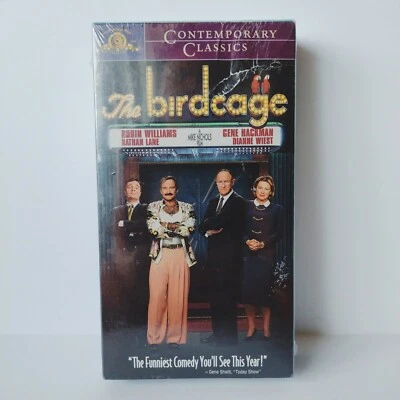 CONTEMPORARY
CLASSICS
The birdcage
ROBIN WILLIAMS
NATHAN LANE
A
MIKE NICHOLS
FILM
GENE HACKMAN
DIANNE WIEST
"The Funniest Comedy You'll See This Year!"
– Gene Shalit, "Today Show"